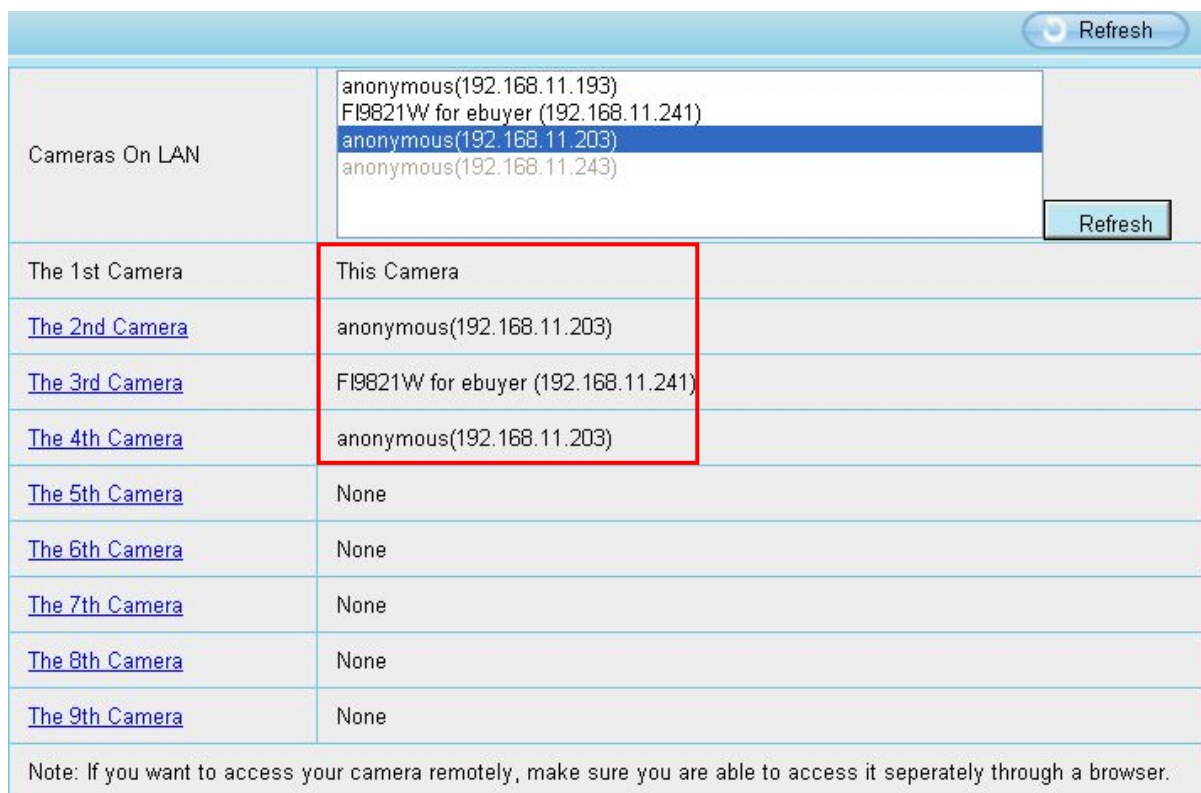 Refresh
anonymous(192.168.11.193)
FI9821W for ebuyer (192.168.11.241)
anonymous(192.168.11.203)
anonymous(192.168.11.243)
Cameras On LAN
Refresh
The 1st Camera This Camera
The 2nd Camera anonymous(192.168.11.203)
The 3rd Camera FI9821W for ebuyer (192.168.11.241)
The 4th Camera anonymous(192.168.11.203)
The 5th Camera None
The 6th Camera None
The 7th Camera None
The 8th Camera None
The 9th Camera None
Note: If you want to access your camera remotely, make sure you are able to access it seperately through a browser.